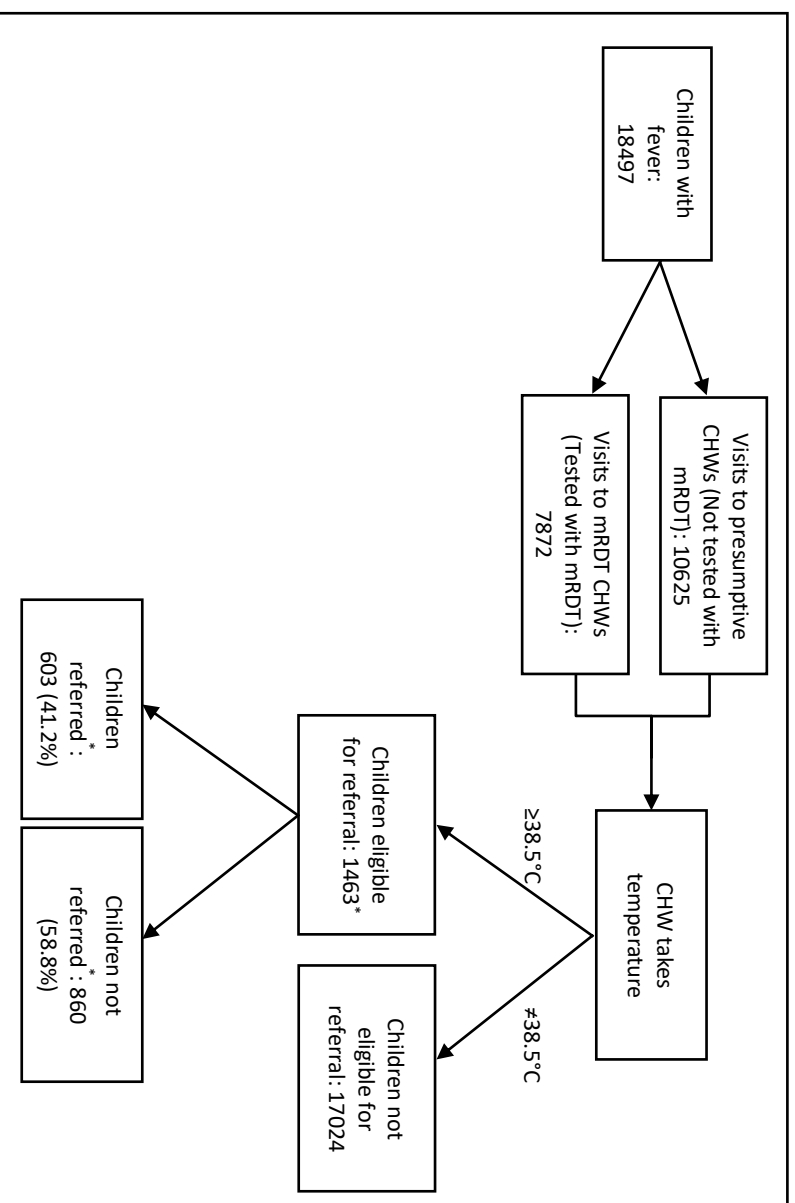 Children with
fever:
18497
Visits to presumptive
CHWs (Not tested with
mRDT): 10625
Visits to mRDT CHWs
(Tested with mRDT):
7872
CHW takes
temperature
≥38.5°C
≠38.5°C
Children eligible
for referral: 1463*
Children not
eligible for
referral: 17024
Children
referred*:
603 (41.2%)
Children not
referred*: 860
(58.8%)